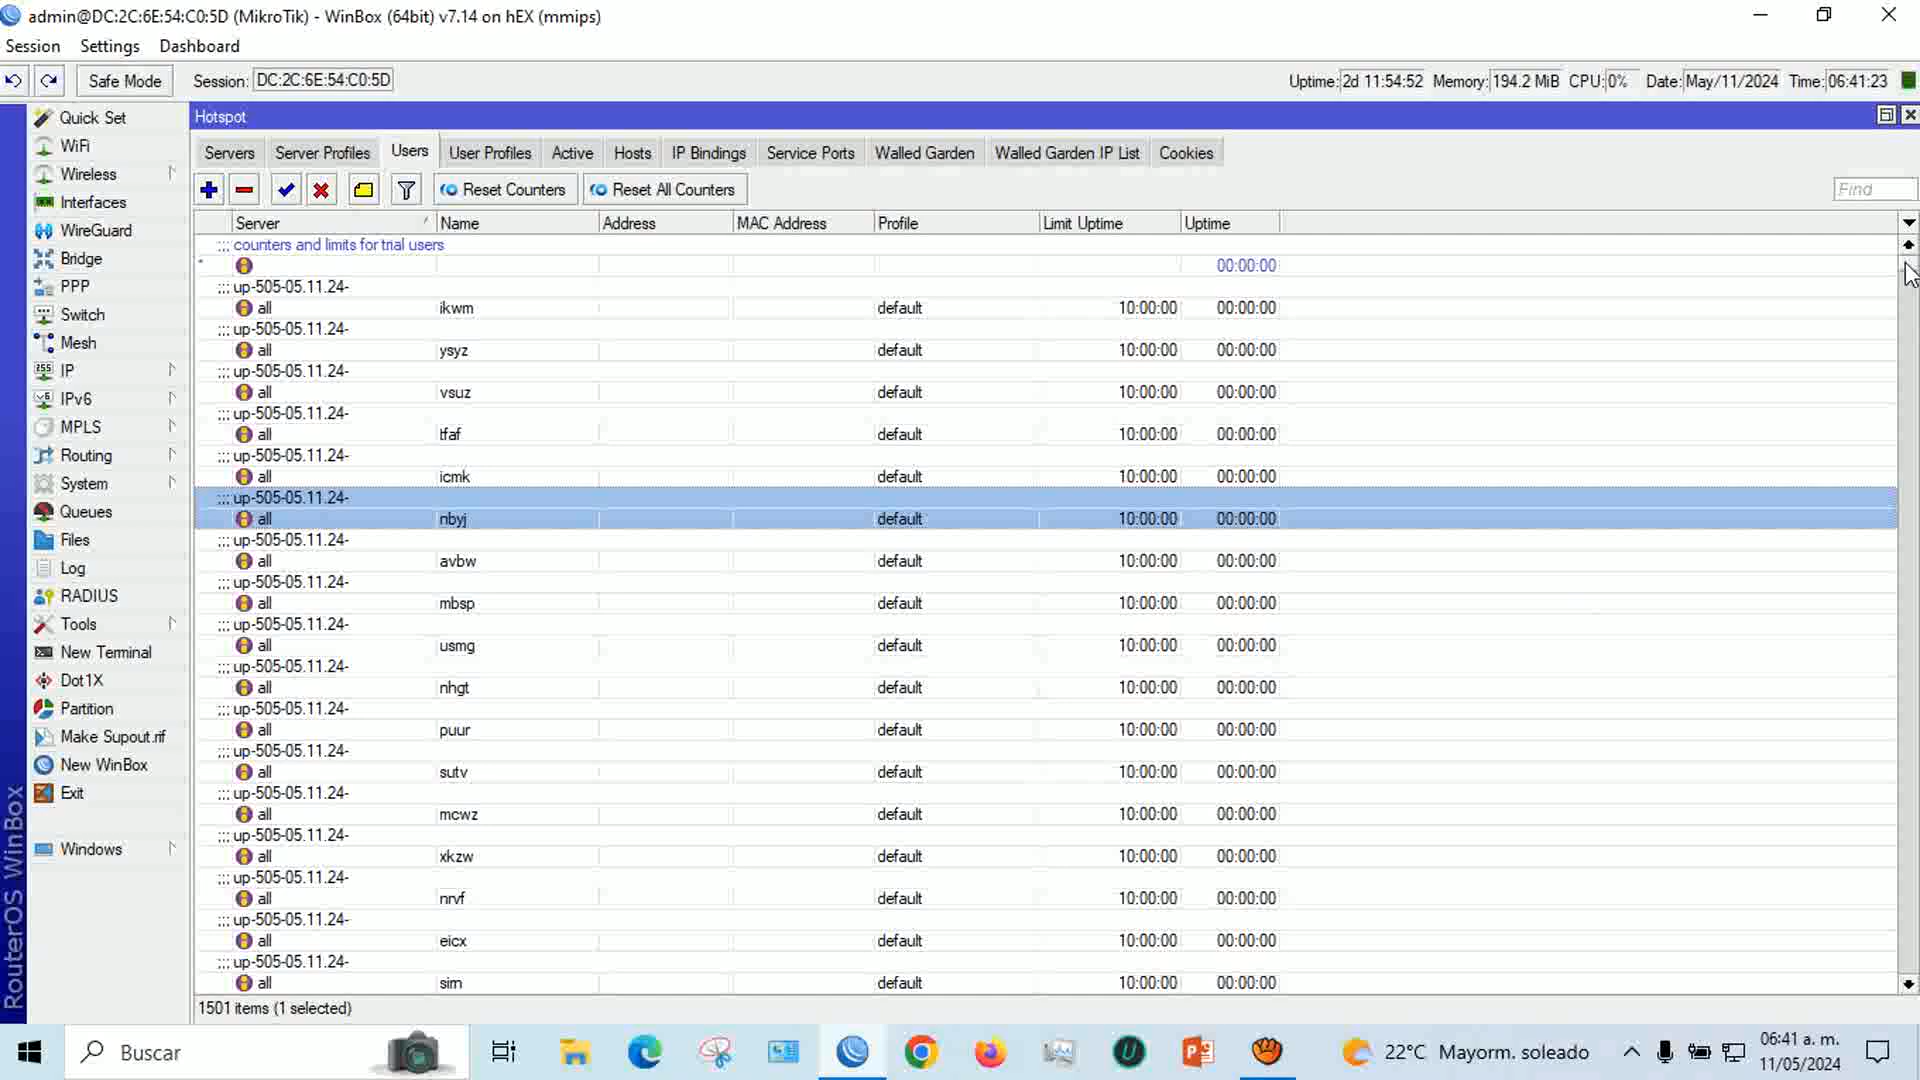 admin@DC:2C:6E:54:C0:5D (MikroTik) - WinBox (64bit) v7.14 on hEX (mmips)
Session Settings Dashboard
Safe Mode Session: DC:2C:6E:54:C0:5D Uptime: 2d 11:54:52 Memory: 194.2 MiB CPU: 0% Date: May/11/2024 Time: 06:41:23
Quick Set
WiFi
Wireless
Interfaces
WireGuard
Bridge
PPP
Switch
Mesh
IP
IPv6
MPLS
Routing
System
Queues
Files
Log
RADIUS
Tools
New Terminal
Dot1X
Partition
Make Supout.rif
New WinBox
Exit
Windows
RouterOS WinBox
Hotspot
Servers Server Profiles Users User Profiles Active Hosts IP Bindings Service Ports Walled Garden Walled Garden IP List Cookies
Reset Counters Reset All Counters Find
Server Name Address MAC Address Profile Limit Uptime Uptime
;;; counters and limits for trial users
* 00:00:00
;;; up-505-05.11.24-
all ikwm default 10:00:00 00:00:00
;;; up-505-05.11.24-
all ysyz default 10:00:00 00:00:00
;;; up-505-05.11.24-
all vsuz default 10:00:00 00:00:00
;;; up-505-05.11.24-
all default 10:00:00 00:00:00
;;; up-505-05.11.24-
all icmk default 10:00:00 00:00:00
;;; up-505-05.11.24-
all nbyj default 10:00:00 00:00:00
;;; up-505-05.11.24-
all avbw default 10:00:00 00:00:00
;;; up-505-05.11.24-
all mbsp default 10:00:00 00:00:00
;;; up-505-05.11.24-
all usmg default 10:00:00 00:00:00
;;; up-505-05.11.24-
all nhgt default 10:00:00 00:00:00
;;; up-505-05.11.24-
all puur default 10:00:00 00:00:00
;;; up-505-05.11.24-
all sutv default 10:00:00 00:00:00
;;; up-505-05.11.24-
all mcwz default 10:00:00 00:00:00
;;; up-505-05.11.24-
all xkzw default 10:00:00 00:00:00
;;; up-505-05.11.24-
all nrvf default 10:00:00 00:00:00
;;; up-505-05.11.24-
all eicx default 10:00:00 00:00:00
;;; up-505-05.11.24-
all default 10:00:00 00:00:00
1501 items (1 selected)
Buscar 22°C Mayorm. soleado 06:41 a. m.
11/05/2024